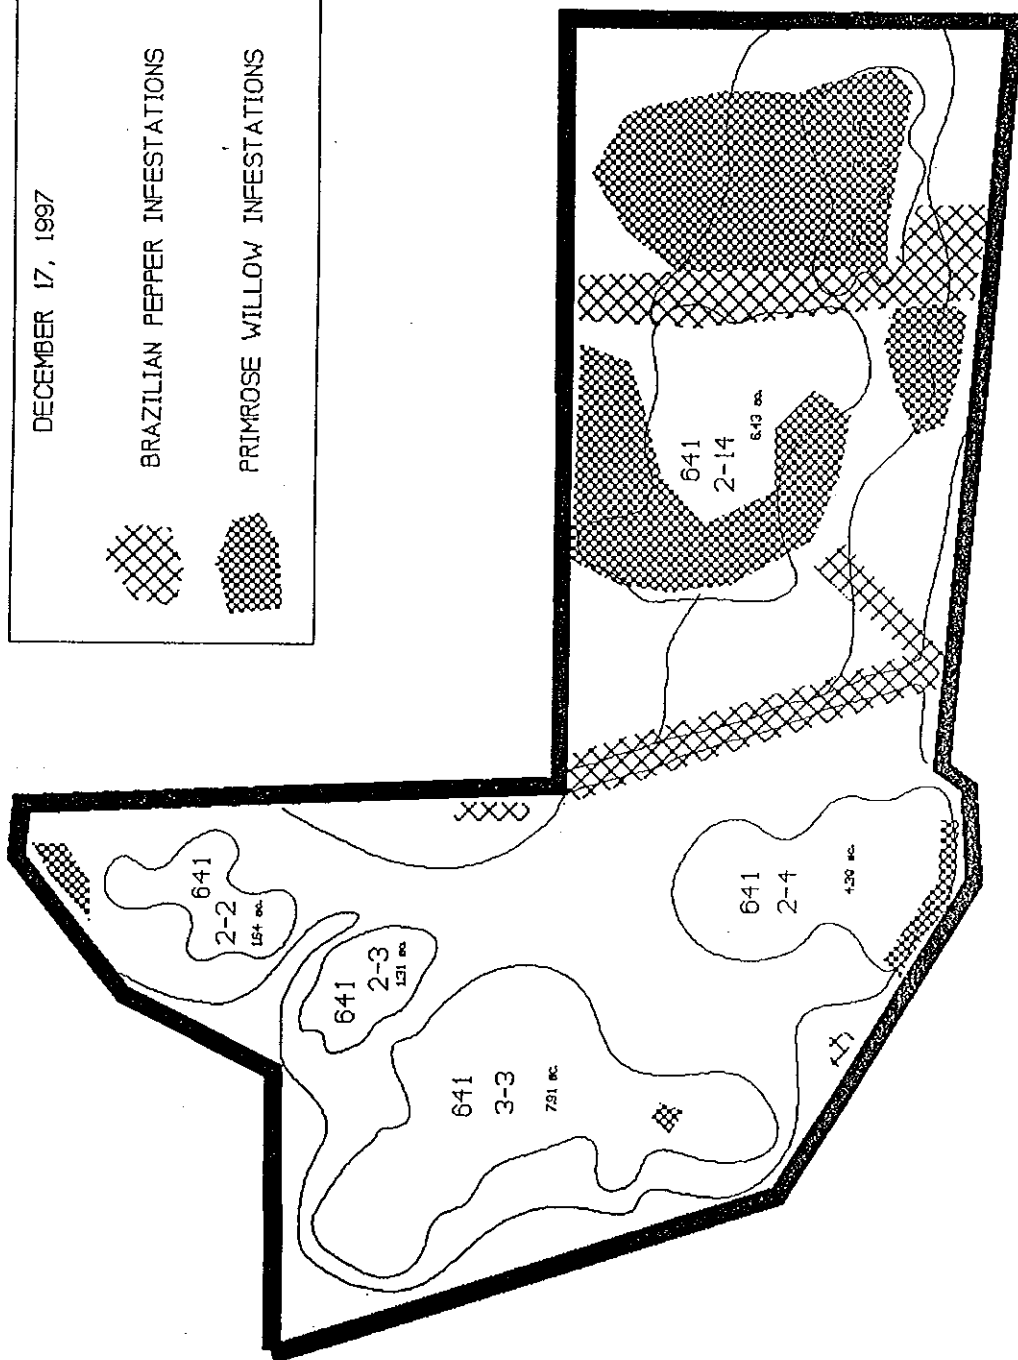 DECEMBER 17, 1997
BRAZILIAN PEPPER INFESTATIONS
PRIMROSE WILLOW INFESTATIONS
641
2-2
1.64 ac.
641
2-3
1.31 ac.
641
3-3
7.91 ac.
641
2-4
4.39 ac.
641
2-14
6.43 ac.